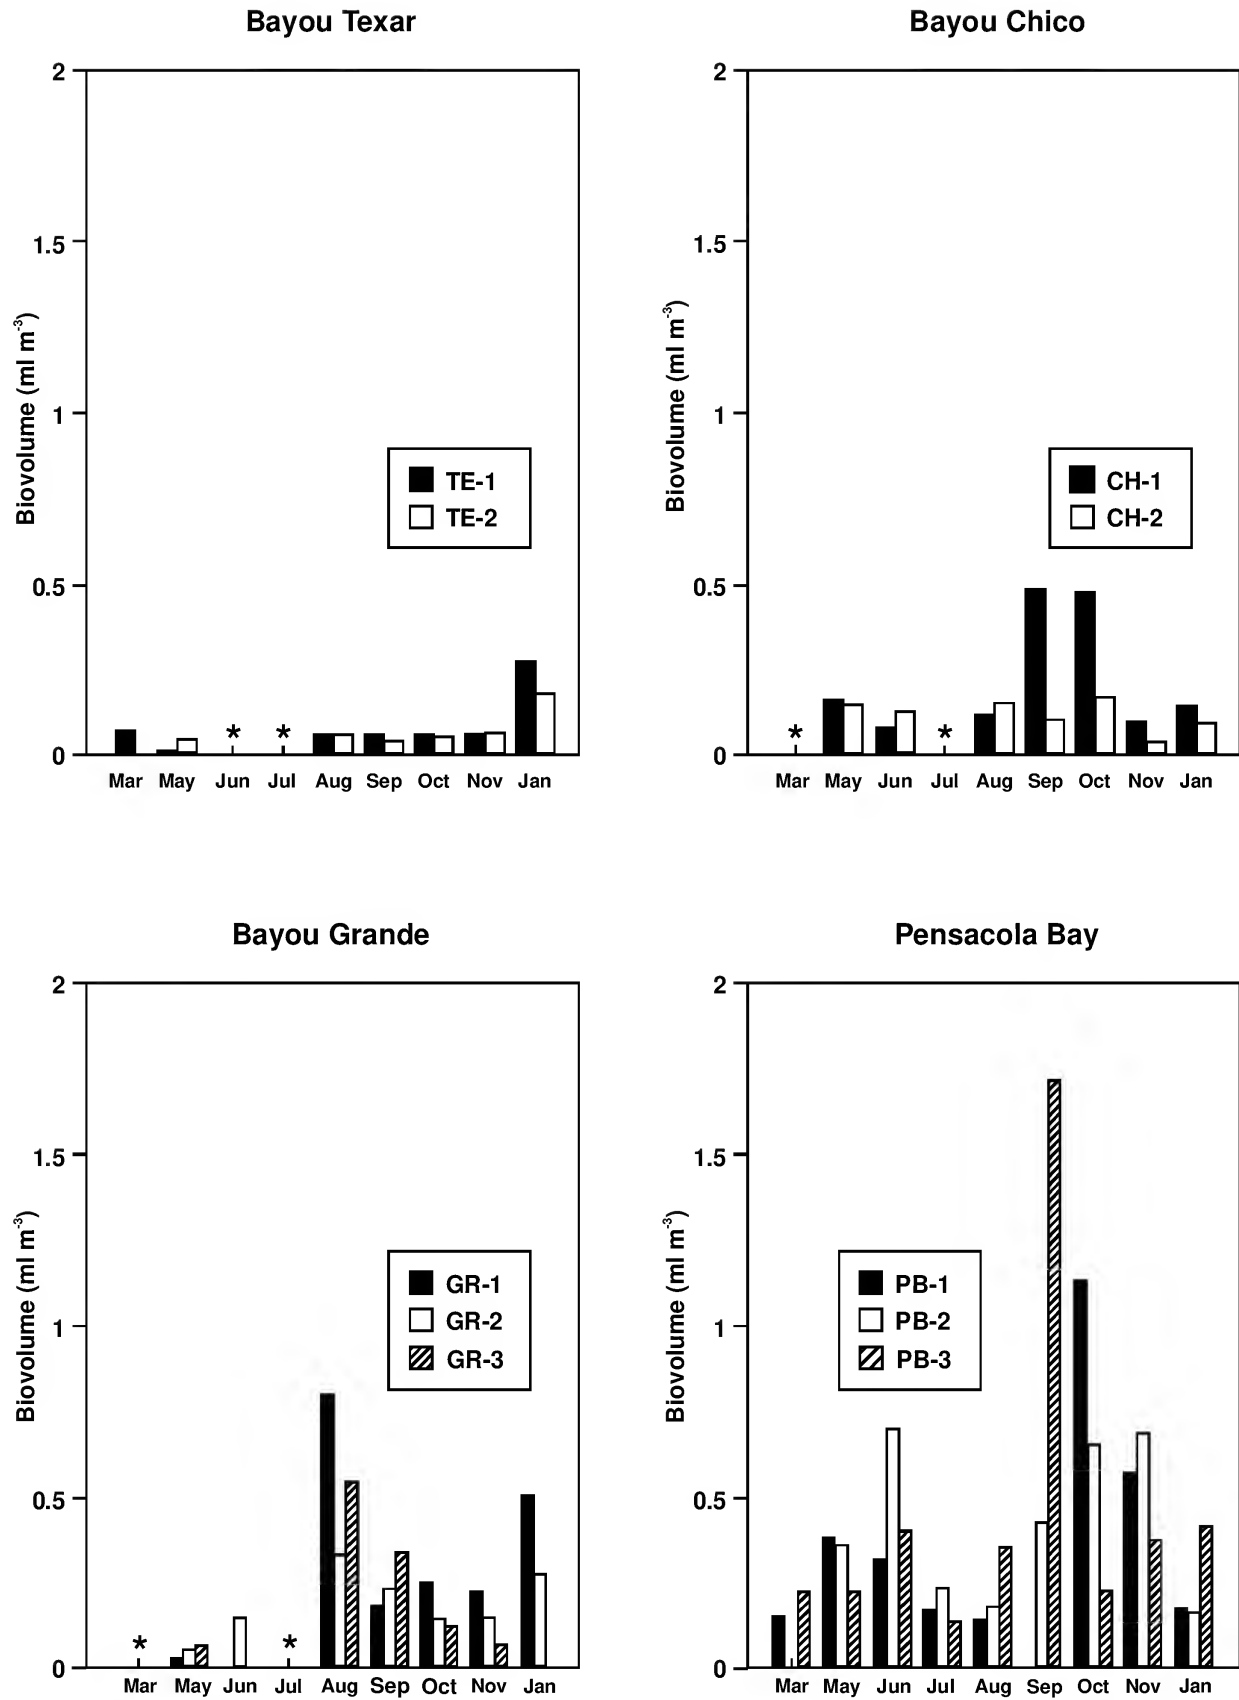 Bayou Texar
2
1.5
1
0.5
0
Biovolume (ml m-3)
TE-1
TE-2
* *
Mar May Jun Jul Aug Sep Oct Nov Jan
Bayou Chico
2
1.5
1
0.5
0
Biovolume (ml m-3)
CH-1
CH-2
* *
Mar May Jun Jul Aug Sep Oct Nov Jan
Bayou Grande
2
1.5
1
0.5
0
Biovolume (ml m-3)
GR-1
GR-2
GR-3
* *
Mar May Jun Jul Aug Sep Oct Nov Jan
Pensacola Bay
2
1.5
1
0.5
0
Biovolume (ml m-3)
PB-1
PB-2
PB-3
Mar May Jun Jul Aug Sep Oct Nov Jan